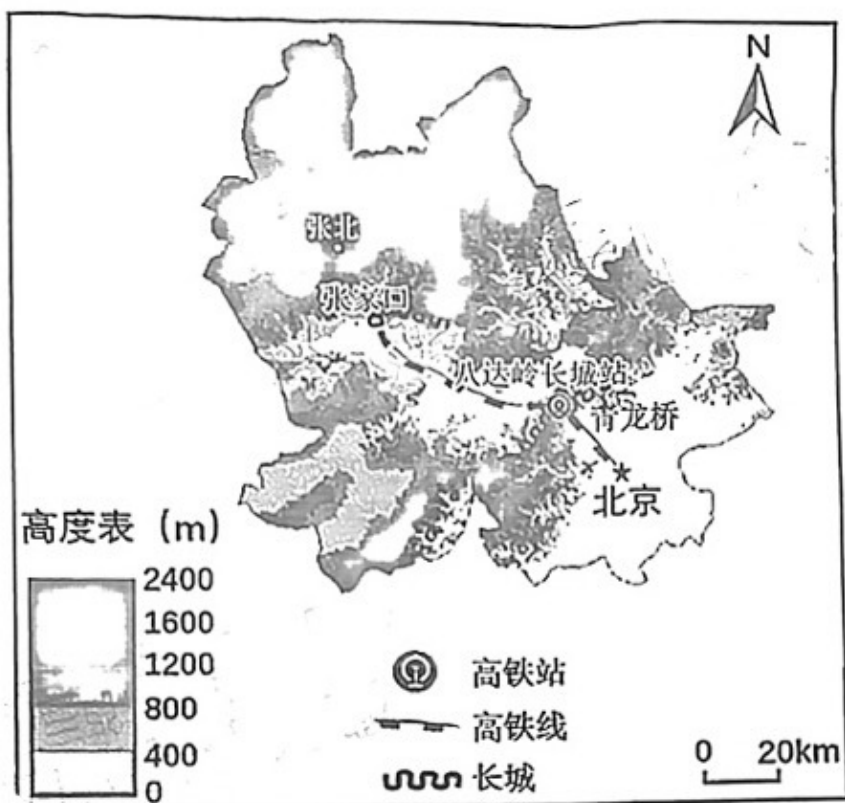 N
张北
张家口
八达岭长城站
青龙桥
北京
高度表 (m)
2400
1600
1200
800
400
0
高铁站
高铁线
长城
0 20km